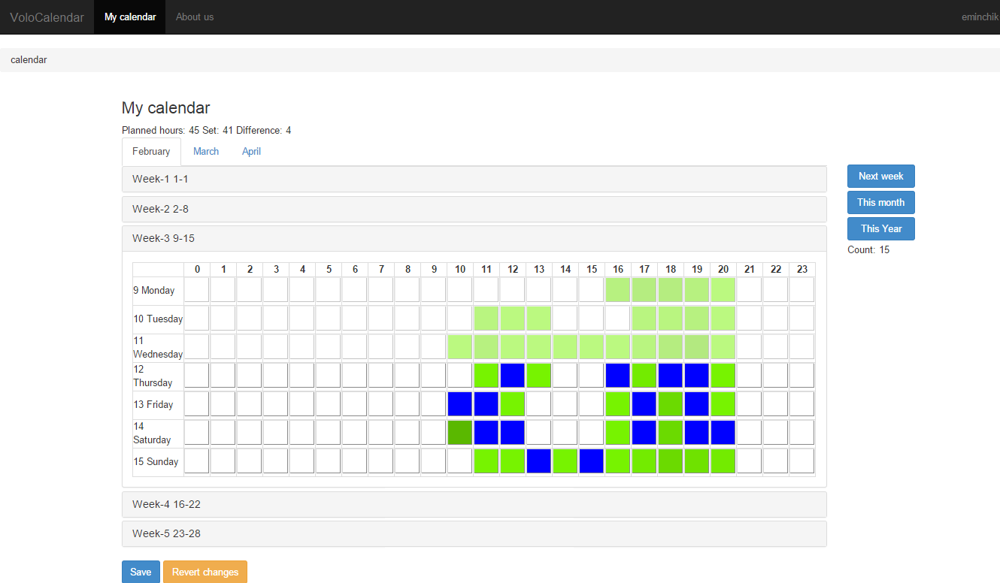 VoloCalendar My calendar About us eminchik
calendar
My calendar
Planned hours: 45 Set: 41 Difference: 4
February March April
Week-1 1-1
Next week
Week-2 2-8
This month
Week-3 9-15
This Year
Count: 15
0 1 2 3 4 5 6 7 8 9 10 11 12 13 14 15 16 17 18 19 20 21 22 23
9 Monday
10 Tuesday
11
Wednesday
12
Thursday
13 Friday
14
Saturday
15 Sunday
Week-4 16-22
Week-5 23-28
Save Revert changes